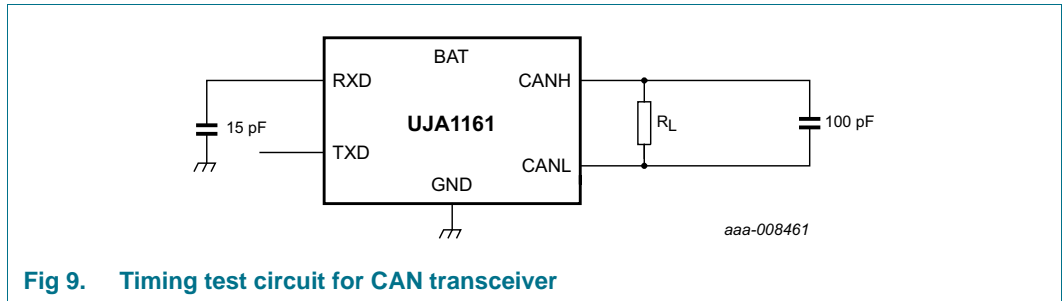 BAT
RXD
CANH
15 pF
UJA1161
RL
100 pF
TXD
CANL
GND
aaa-008461
Fig 9. Timing test circuit for CAN transceiver